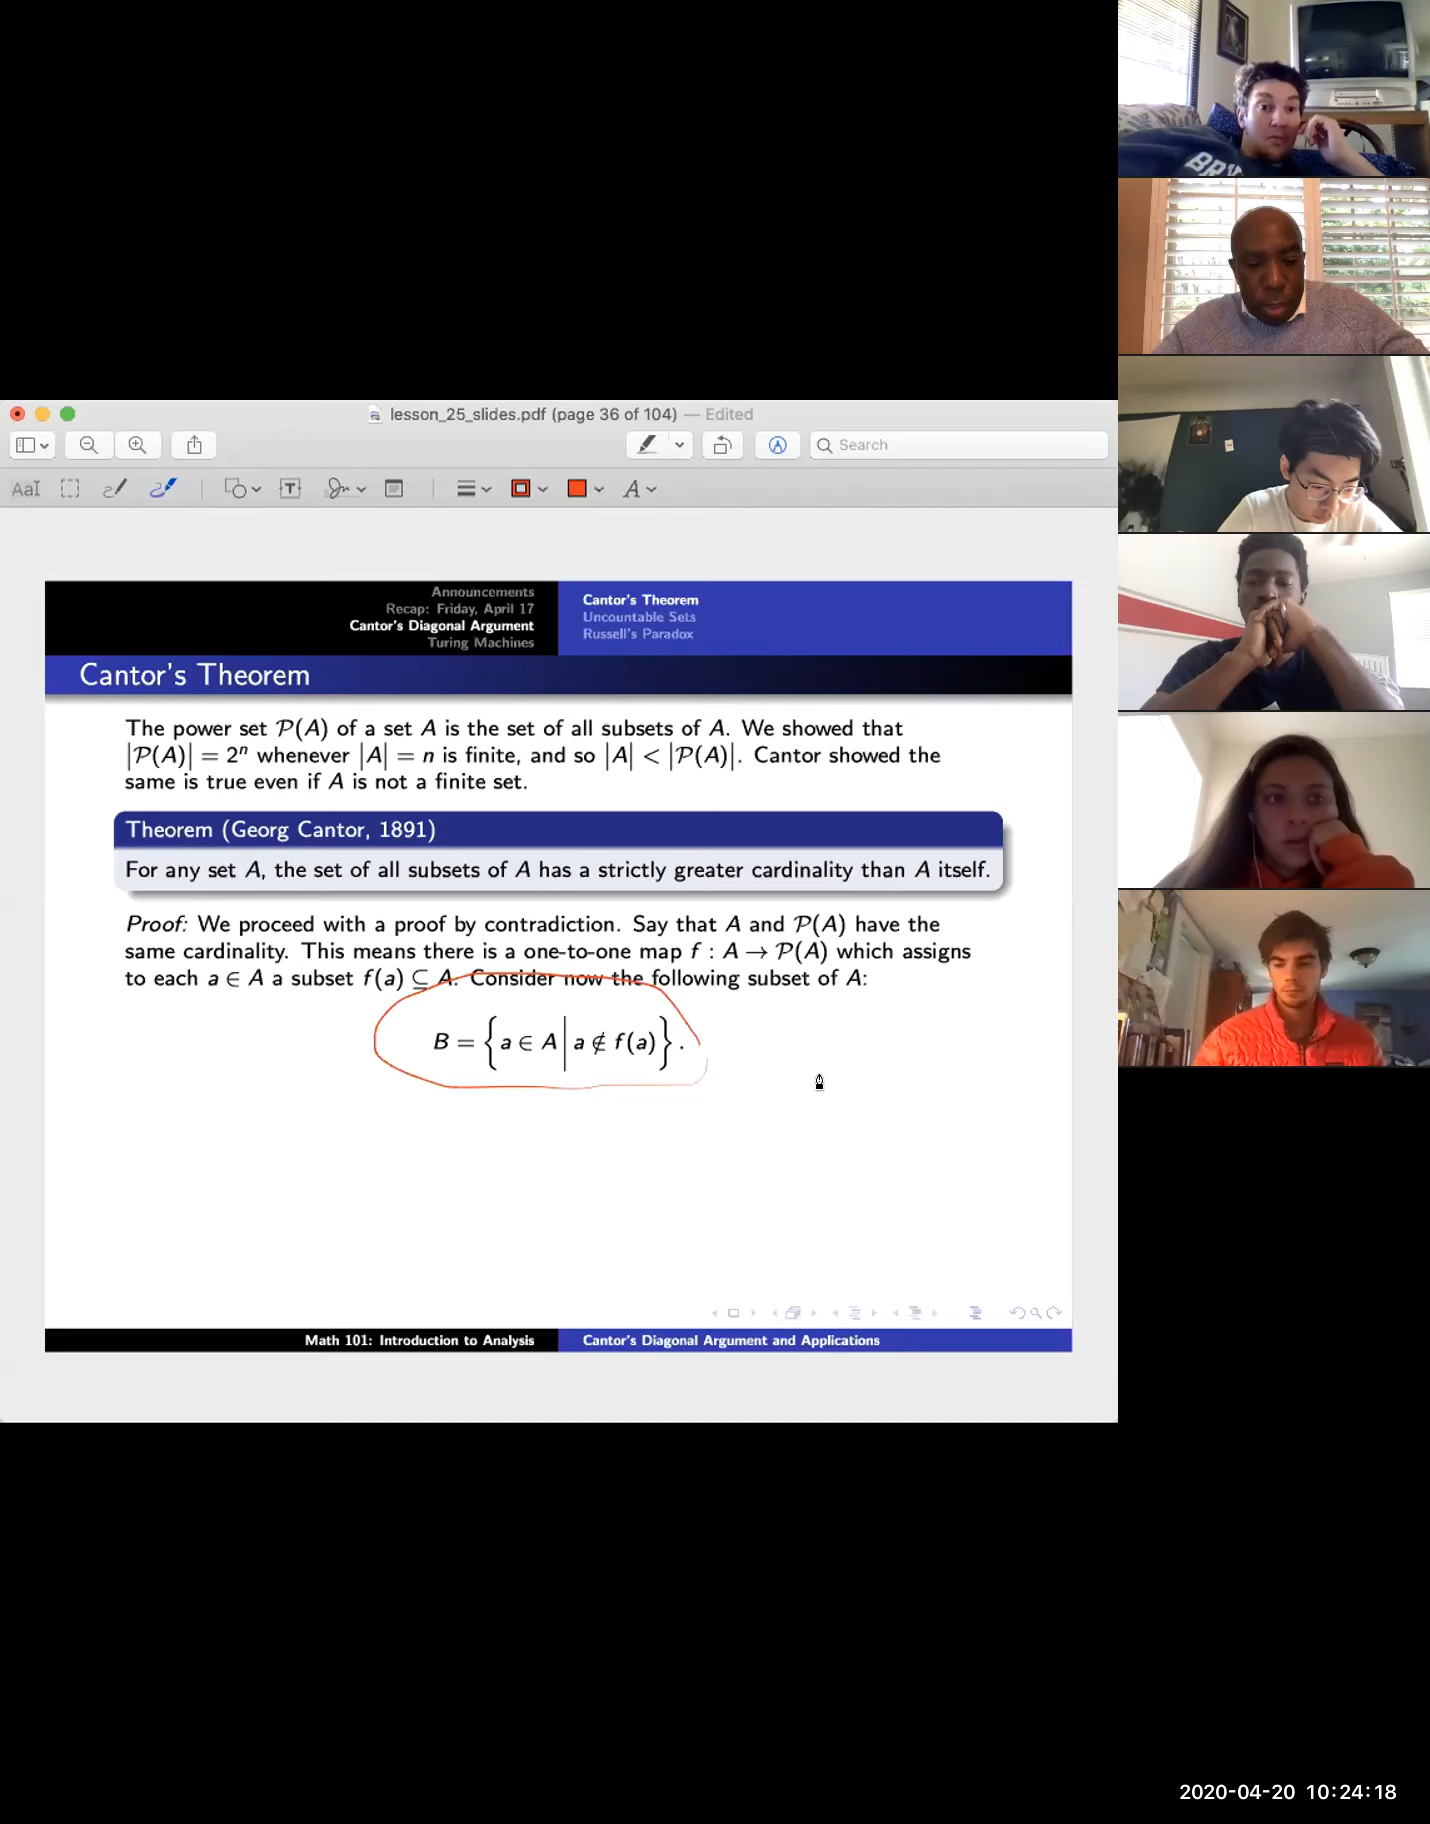 BR
lesson_25_slides.pdf (page 36 of 104) — Edited
Search
AaI
T
A
Announcements
Recap: Friday, April 17
Cantor's Diagonal Argument
Turing Machines
Cantor's Theorem
Uncountable Sets
Russell's Paradox
Cantor's Theorem
The power set 𝒫(A) of a set A is the set of all subsets of A. We showed that
|𝒫(A)| = 2ⁿ whenever |A| = n is finite, and so |A| < |𝒫(A)|. Cantor showed the
same is true even if A is not a finite set.
Theorem (Georg Cantor, 1891)
For any set A, the set of all subsets of A has a strictly greater cardinality than A itself.
Proof: We proceed with a proof by contradiction. Say that A and 𝒫(A) have the
same cardinality. This means there is a one-to-one map f : A → 𝒫(A) which assigns
to each a ∈ A a subset f(a) ⊆ A. Consider now the following subset of A:
B = { a ∈ A | a ∉ f(a) } .
Math 101: Introduction to Analysis
Cantor's Diagonal Argument and Applications
2020-04-20 10:24:18